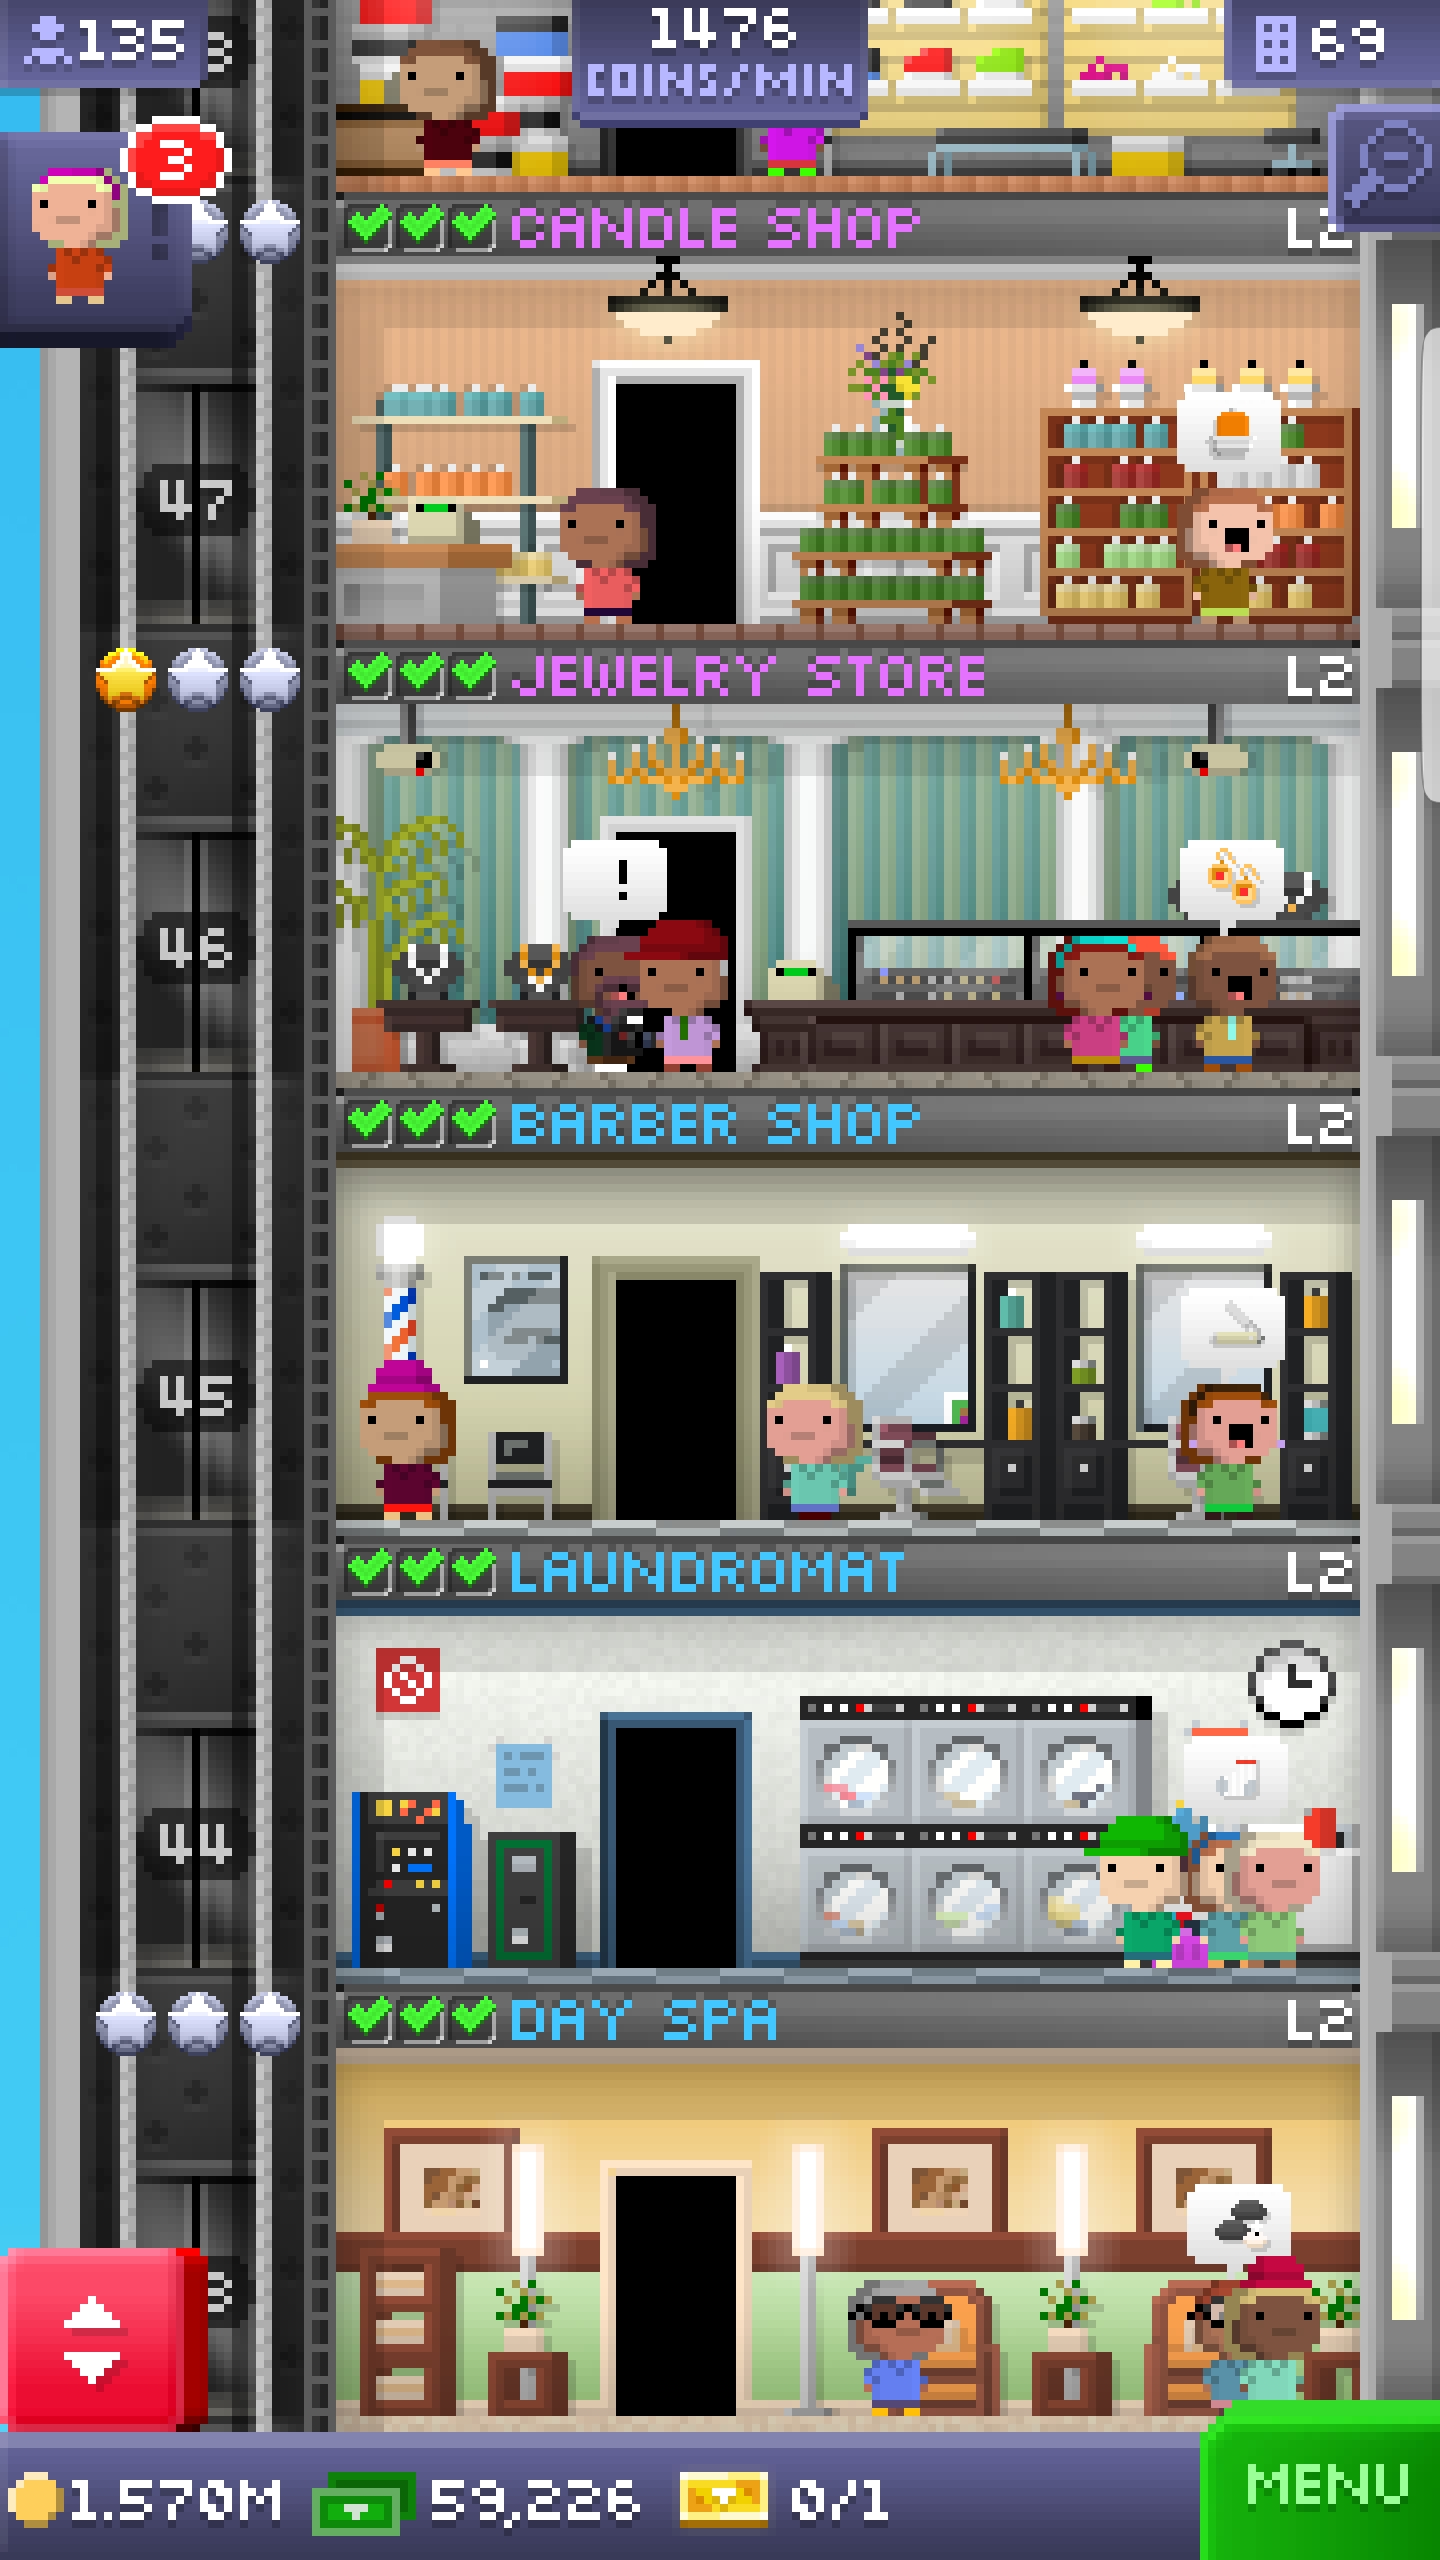 135
1476
COINS/MIN
69
3
CANDLE SHOP L2
47
JEWELRY STORE L2
!
46
BARBER SHOP L2
45
LAUNDROMAT L2
44
DAY SPA L2
1.570M 59,226 0/1 MENU